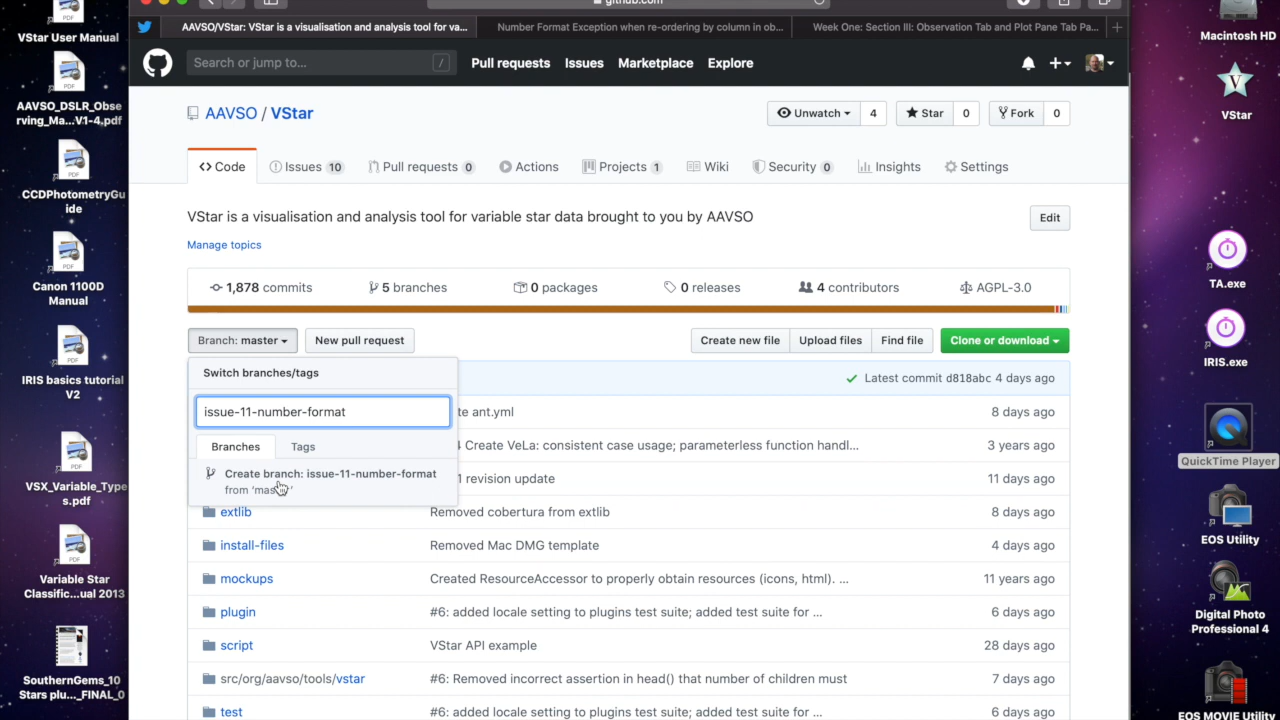 github.com
AAVSO/VStar: VStar is a visualisation and analysis tool for va...
Number Format Exception when re-ordering by column in ob...
Week One: Section III: Observation Tab and Plot Pane Tab Pa...
Search or jump to...
/
Pull requests
Issues
Marketplace
Explore
AAVSO / VStar
Unwatch
4
Star
0
Fork
0
Code
Issues 10
Pull requests 0
Actions
Projects 1
Wiki
Security 0
Insights
Settings
VStar is a visualisation and analysis tool for variable star data brought to you by AAVSO
Edit
Manage topics
1,878 commits
5 branches
0 packages
0 releases
4 contributors
AGPL-3.0
Branch: master
New pull request
Create new file
Upload files
Find file
Clone or download
Switch branches/tags
Latest commit d818abc 4 days ago
issue-11-number-format
te ant.yml
8 days ago
Branches
Tags
Create VeLa: consistent case usage; parameterless function handl...
3 years ago
Create branch: issue-11-number-format
from
revision update
11 days ago
extlib
Removed cobertura from extlib
8 days ago
install-files
Removed Mac DMG template
4 days ago
mockups
Created ResourceAccessor to properly obtain resources (icons, html). ...
11 years ago
plugin
#6: added locale setting to plugins test suite; added test suite for ...
6 days ago
script
VStar API example
28 days ago
src/org/aavso/tools/vstar
#6: Removed incorrect assertion in head() that number of children must
7 days ago
test
#6: added locale setting to plugins test suite; added test suite for ...
6 days ago
VStar User Manual
PDF
AAVSO_DSLR_Obse
rving_Ma...V1-4.pdf
PDF
CCDPhotometryGu
ide
PDF
Canon 1100D
Manual
PDF
IRIS basics tutorial
V2
PDF
VSX_Variable_Type
s.pdf
PDF
Variable Star
Classific...ual 2013
SouthernGems_10
Stars plu..._FINAL_0
Macintosh HD
V
VStar
TA.exe
IRIS.exe
QuickTime Player
EOS Utility
Digital Photo
Professional 4
EOS MOVIE Utility